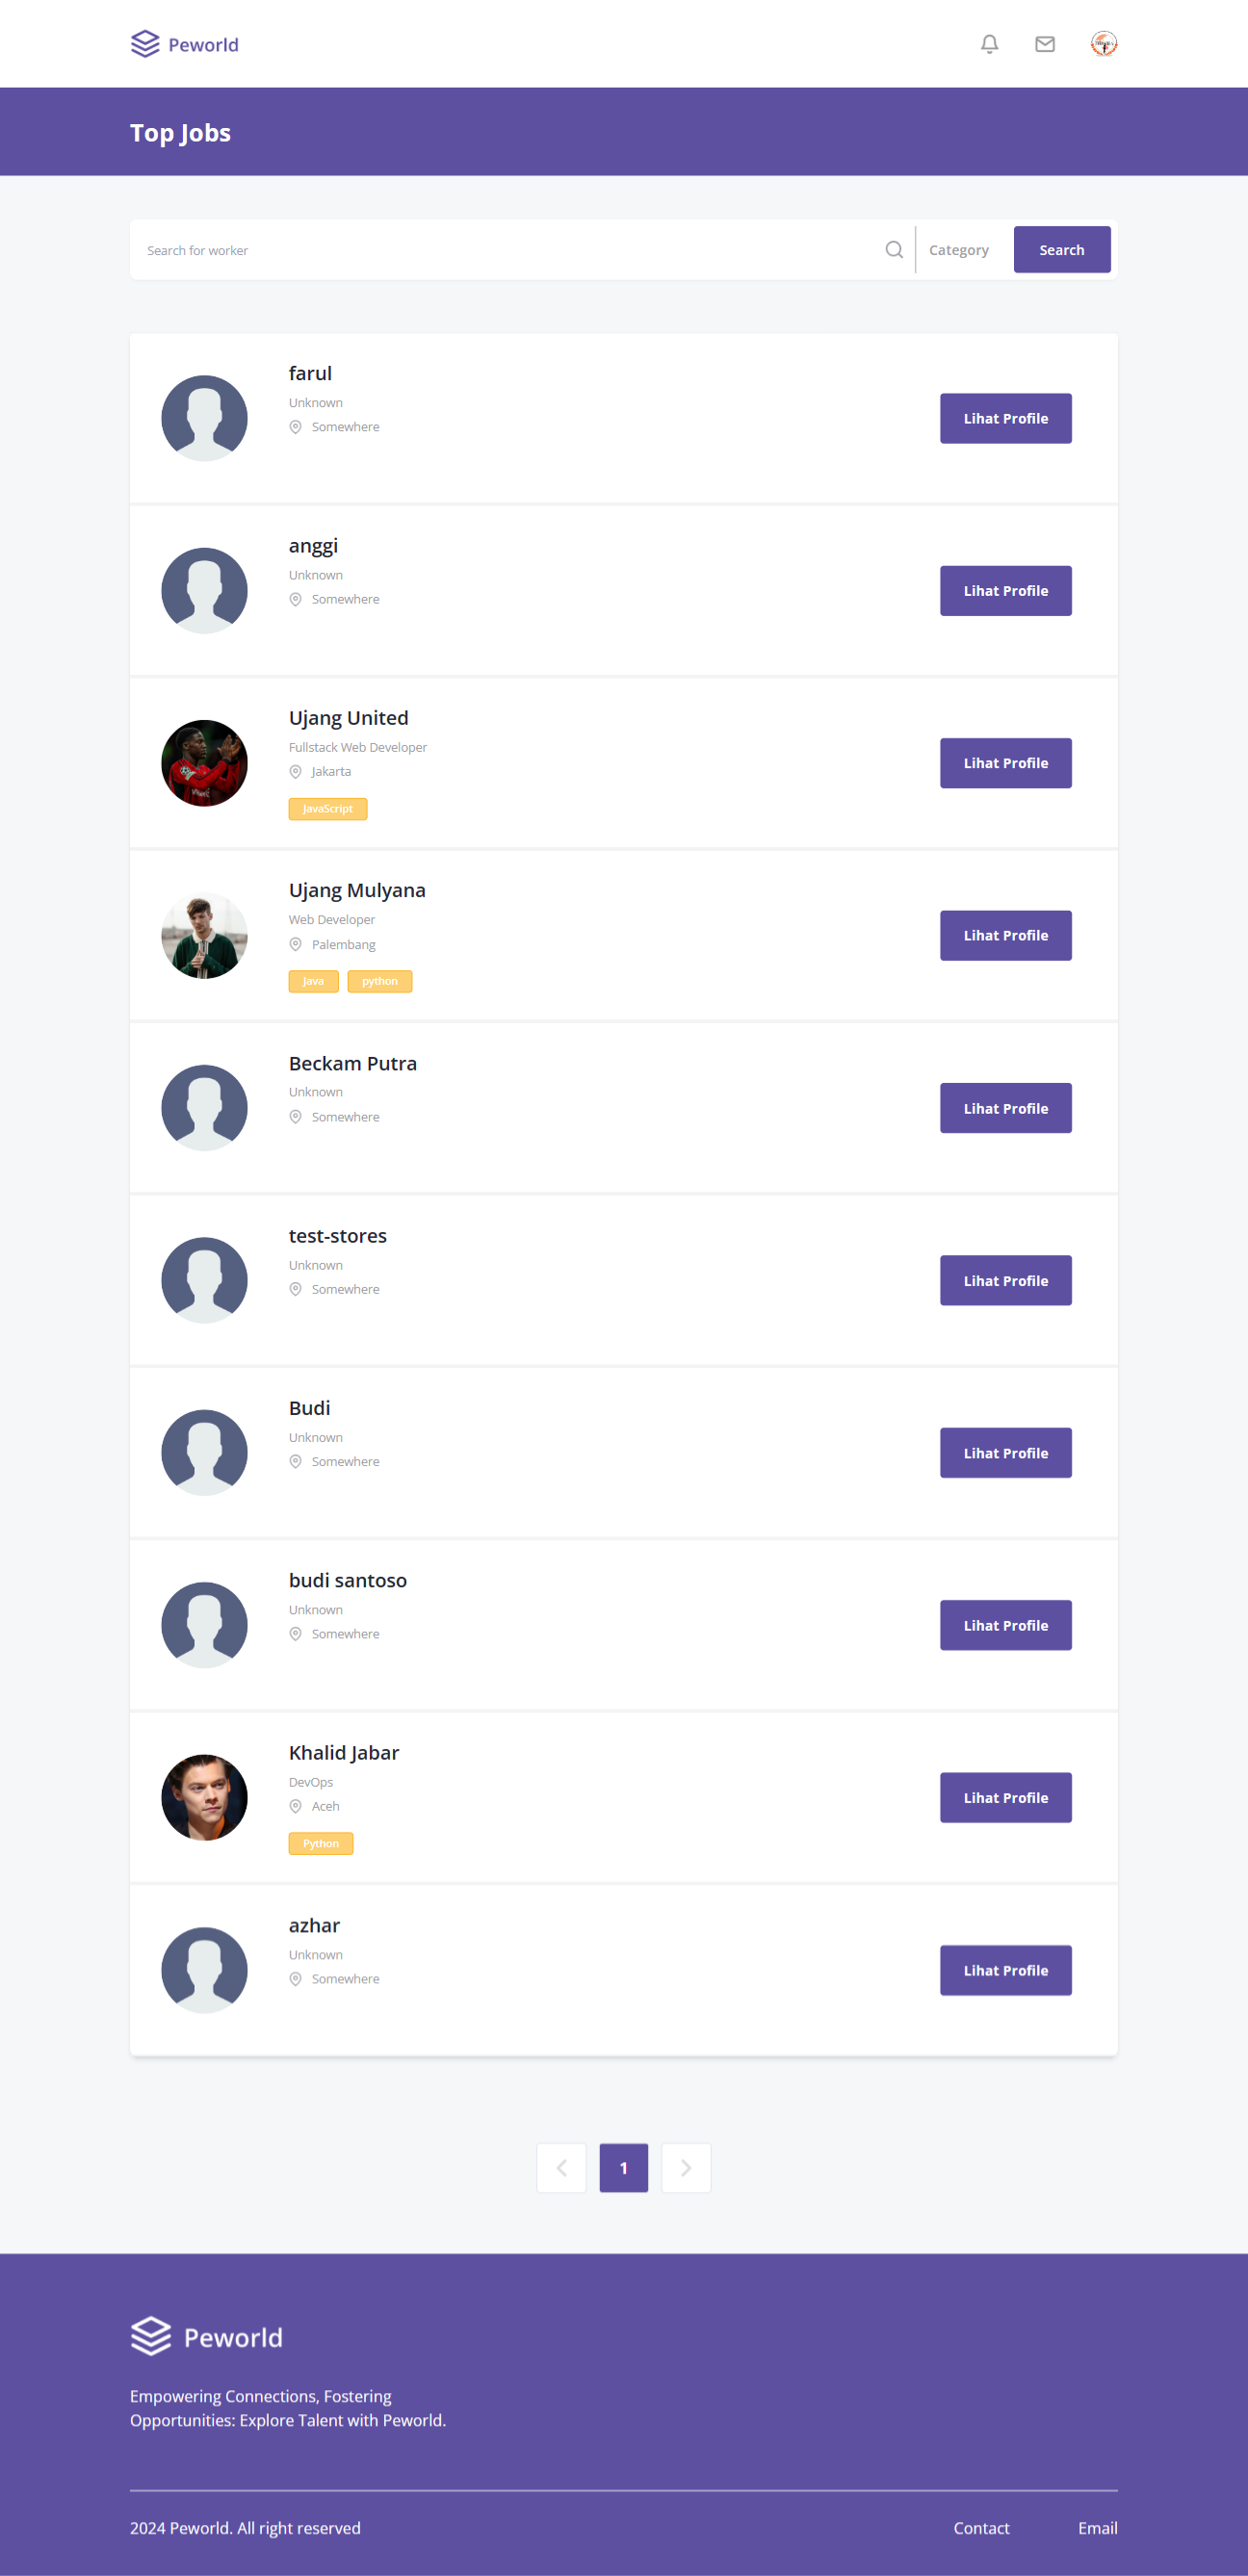 Peworld
Top Jobs
Search for worker
Category
Search
farul
Unknown
Somewhere
Lihat Profile
anggi
Unknown
Somewhere
Lihat Profile
Ujang United
Fullstack Web Developer
Jakarta
JavaScript
Lihat Profile
Ujang Mulyana
Web Developer
Palembang
Java python
Lihat Profile
Beckam Putra
Unknown
Somewhere
Lihat Profile
test-stores
Unknown
Somewhere
Lihat Profile
Budi
Unknown
Somewhere
Lihat Profile
budi santoso
Unknown
Somewhere
Lihat Profile
Khalid Jabar
DevOps
Aceh
Python
Lihat Profile
azhar
Unknown
Somewhere
Lihat Profile
1
Peworld
Empowering Connections, Fostering
Opportunities: Explore Talent with Peworld.
2024 Peworld. All right reserved
Contact
Email